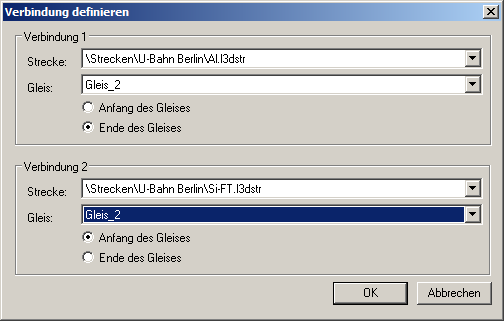 Verbindung definieren
Verbindung 1
Strecke: \Strecken\U-Bahn Berlin\Al.l3dstr
Gleis: Gleis_2
Anfang des Gleises
Ende des Gleises
Verbindung 2
Strecke: \Strecken\U-Bahn Berlin\Si-FT.l3dstr
Gleis: Gleis_2
Anfang des Gleises
Ende des Gleises
OK Abbrechen